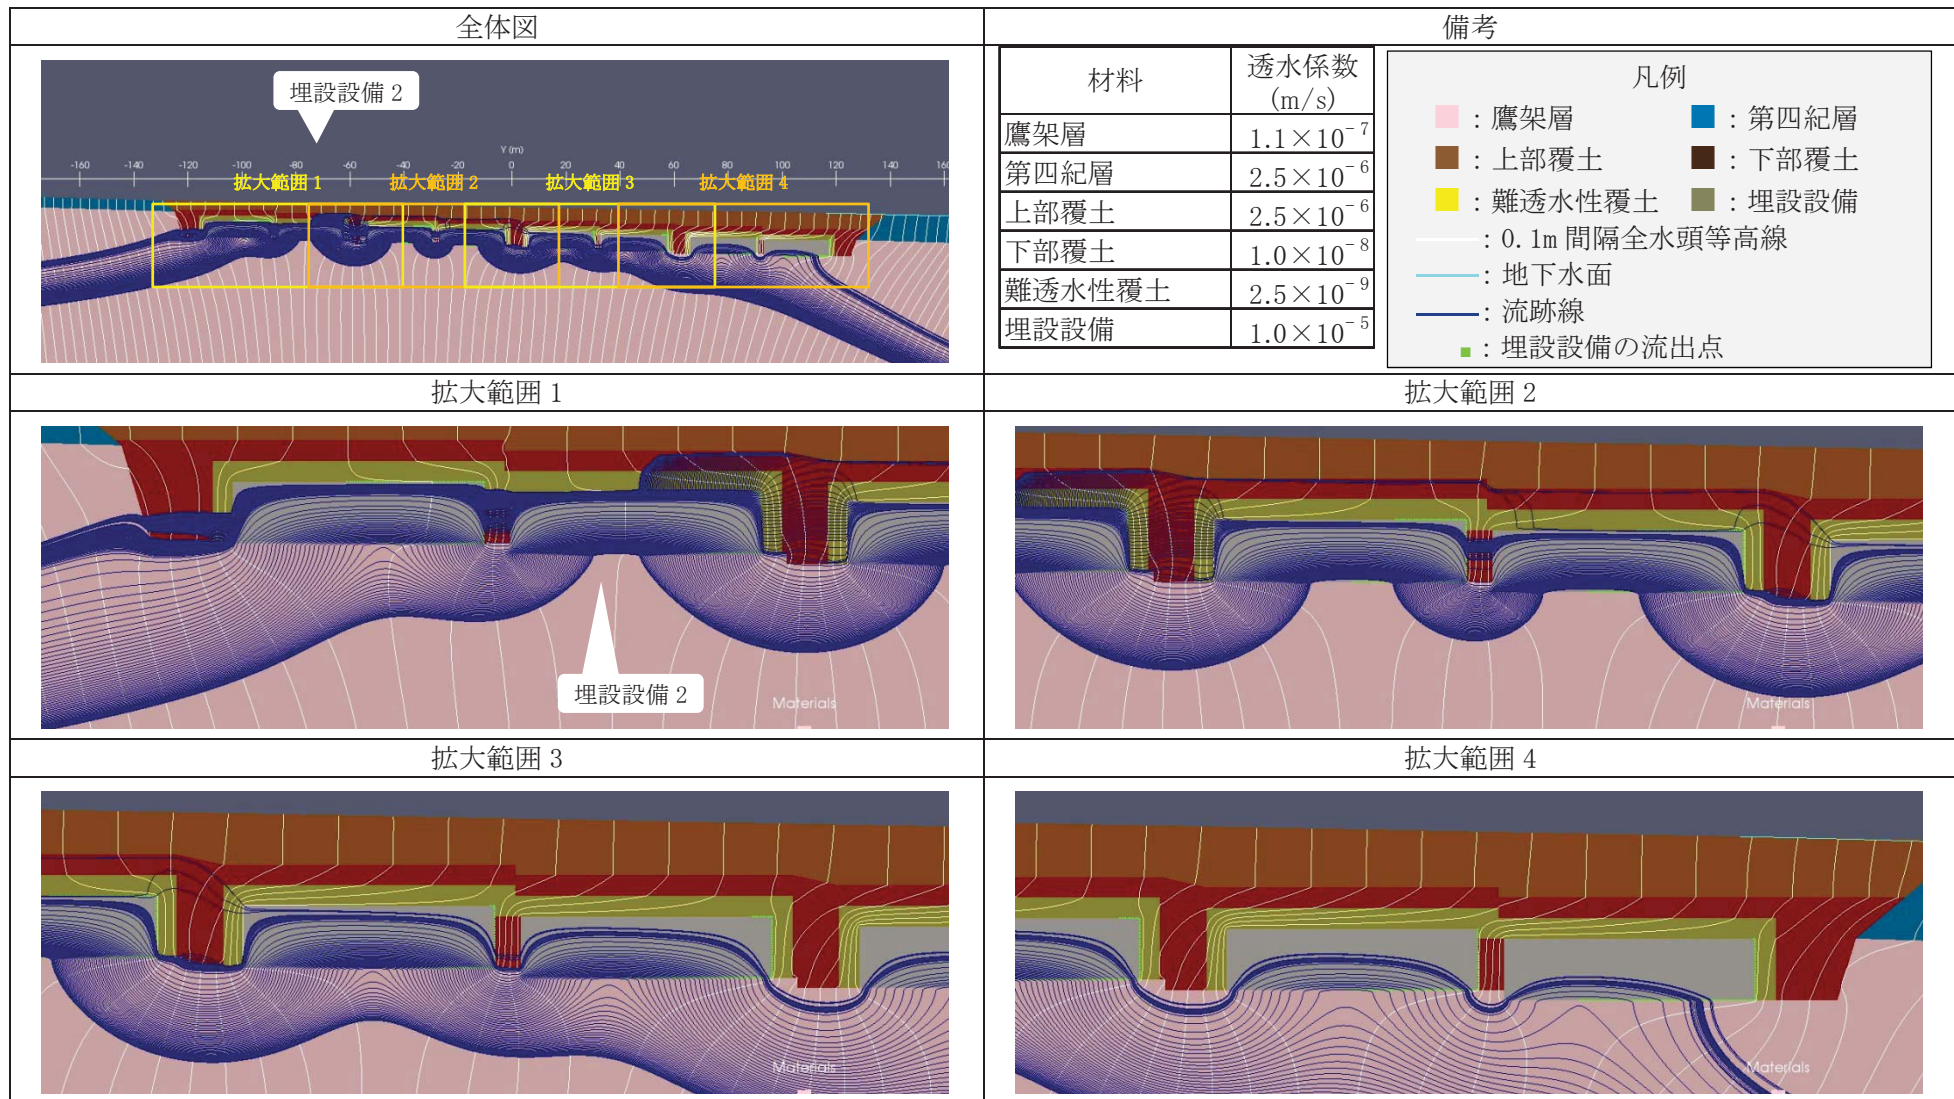 全体図
備考
埋設設備 2
Y (m)
-160 -140 -120 -100 -80 -60 -40 -20 0 20 40 60 80 100 120 140 160
拡大範囲 1 拡大範囲 2 拡大範囲 3 拡大範囲 4
材料 透水係数
(m/s)
鷹架層 1.1×10⁻⁷
第四紀層 2.5×10⁻⁶
上部覆土 2.5×10⁻⁶
下部覆土 1.0×10⁻⁸
難透水性覆土 2.5×10⁻⁹
埋設設備 1.0×10⁻⁵
凡例
：鷹架層 ：第四紀層
：上部覆土 ：下部覆土
：難透水性覆土 ：埋設設備
：0.1m 間隔全水頭等高線
：地下水面
：流跡線
：埋設設備の流出点
拡大範囲 1
拡大範囲 2
埋設設備 2
Materials
Materials
拡大範囲 3
拡大範囲 4
Materials
Materials